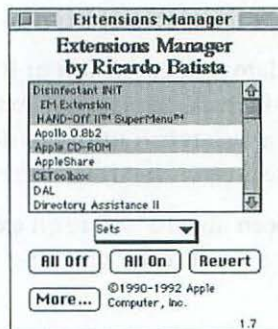 Extensions Manager
Extensions Manager
by Ricardo Batista
Disinfectant INIT
EM Extension
HAND-Off II™ SuperMenu™
Apollo 0.8b2
Apple CD-ROM
AppleShare
CEToolbox
DAL
Directory Assistance II
Sets
All Off
All On
Revert
More...
©1990-1992 Apple
Computer, Inc.
1.7